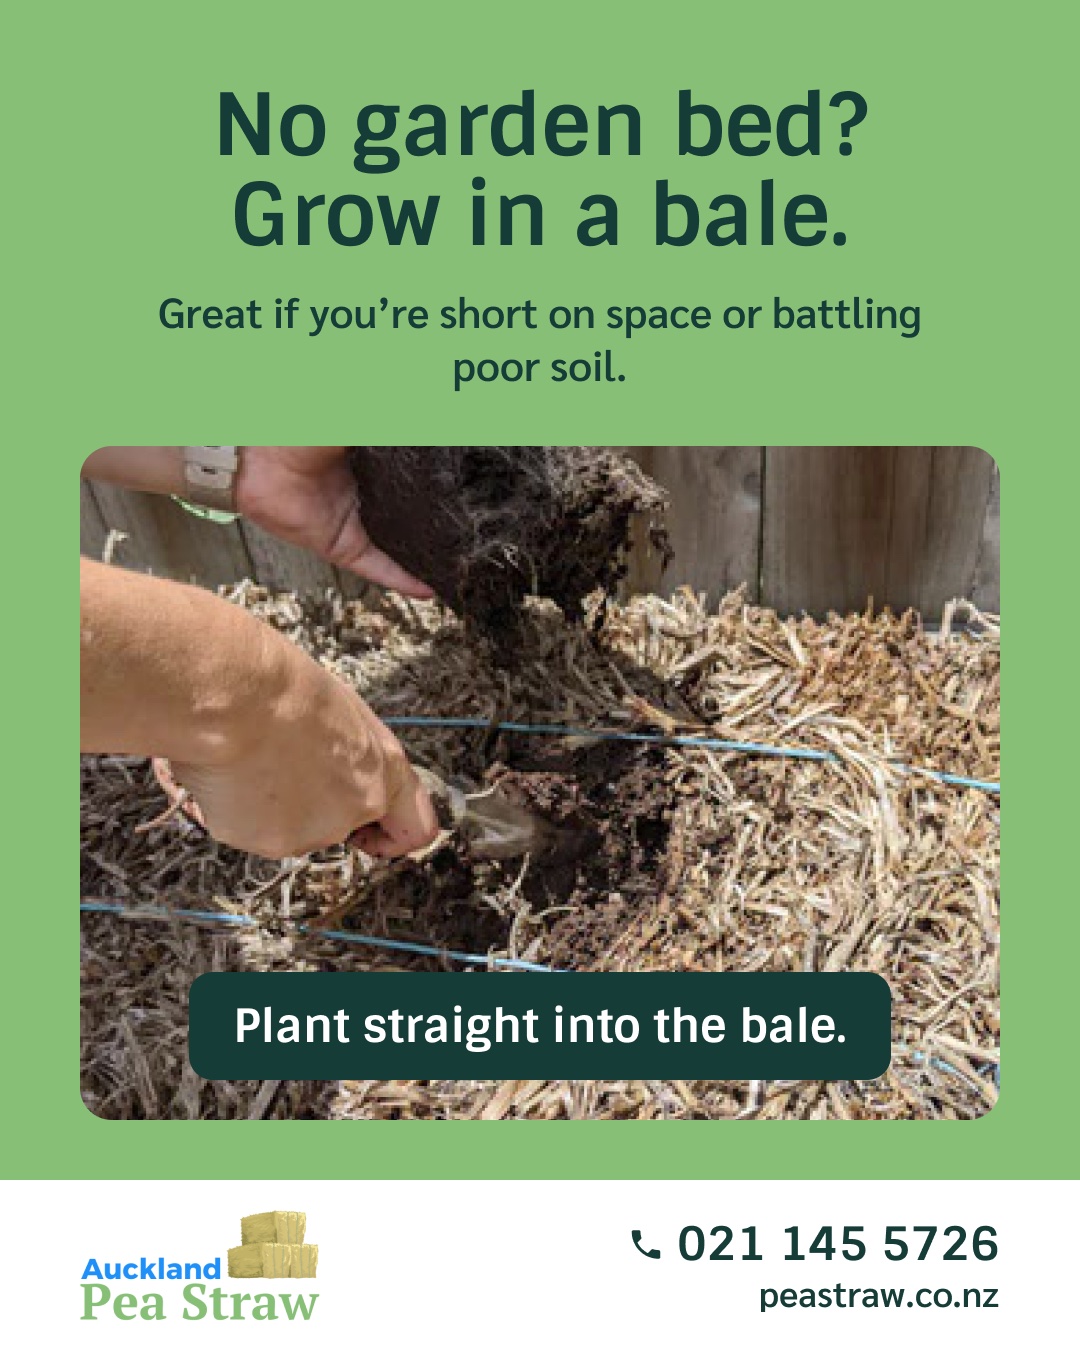 No garden bed?
Grow in a bale.
Great if you’re short on space or battling
poor soil.
Plant straight into the bale.
Auckland
Pea Straw
021 145 5726
peastraw.co.nz